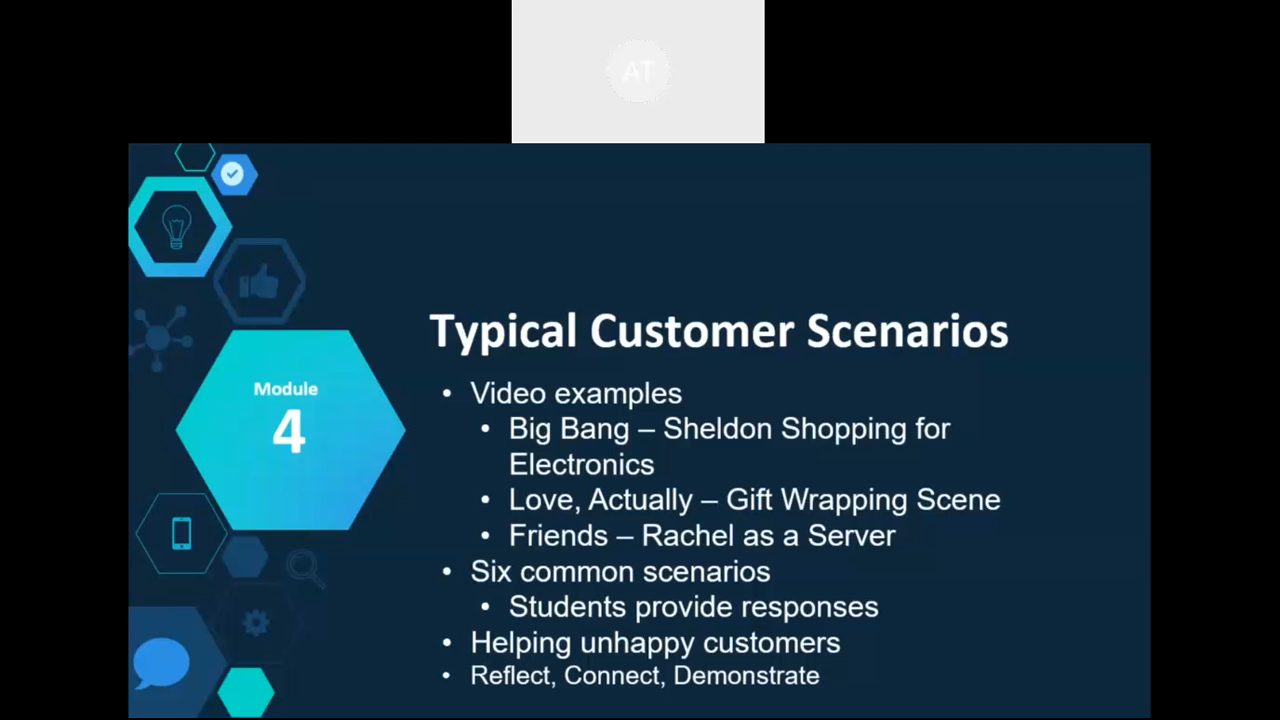 AT
Module
4
Typical Customer Scenarios
• Video examples
• Big Bang – Sheldon Shopping for
Electronics
• Love, Actually – Gift Wrapping Scene
• Friends – Rachel as a Server
• Six common scenarios
• Students provide responses
• Helping unhappy customers
• Reflect, Connect, Demonstrate